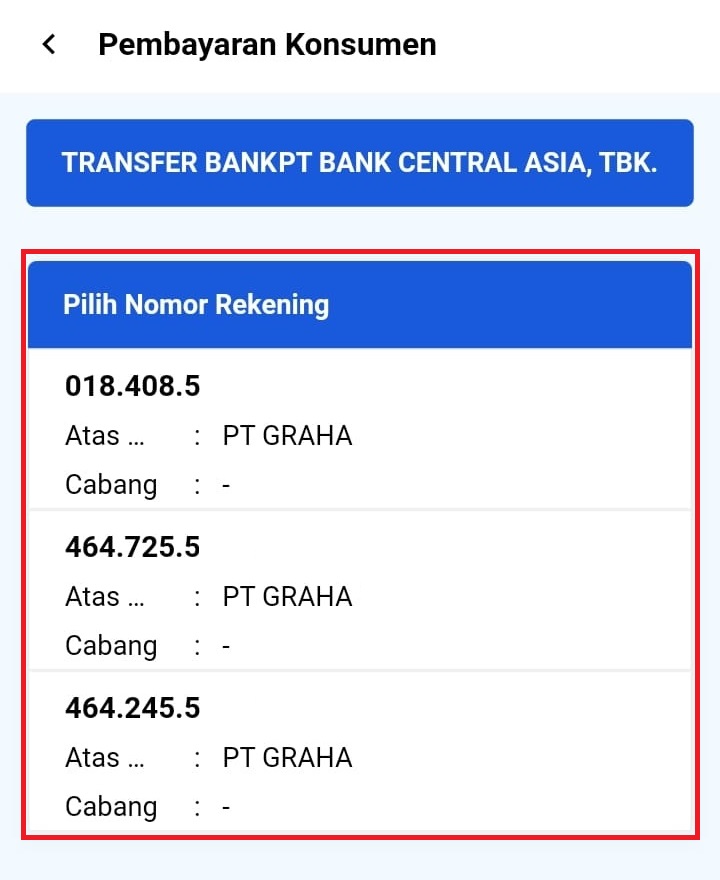 Pembayaran Konsumen
TRANSFER BANKPT BANK CENTRAL ASIA, TBK.
Pilih Nomor Rekening
018.408.5
Atas ... : PT GRAHA
Cabang : -
464.725.5
Atas ... : PT GRAHA
Cabang : -
464.245.5
Atas ... : PT GRAHA
Cabang : -